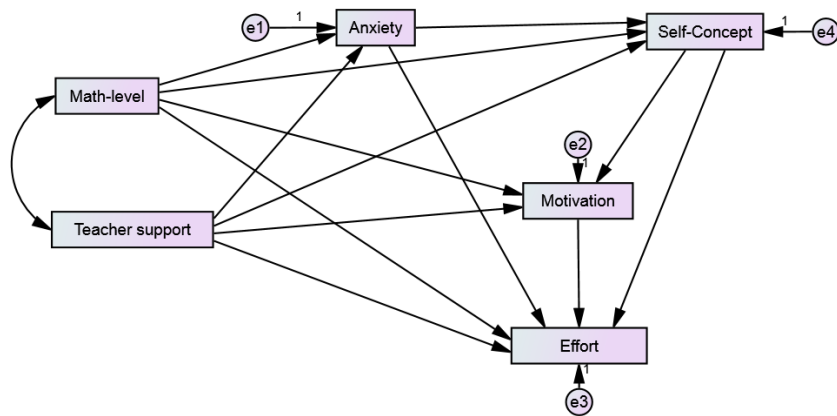 e1
1
Anxiety
Self-Concept
1
e4
Math-level
e2
1
Motivation
Teacher support
Effort
1
e3